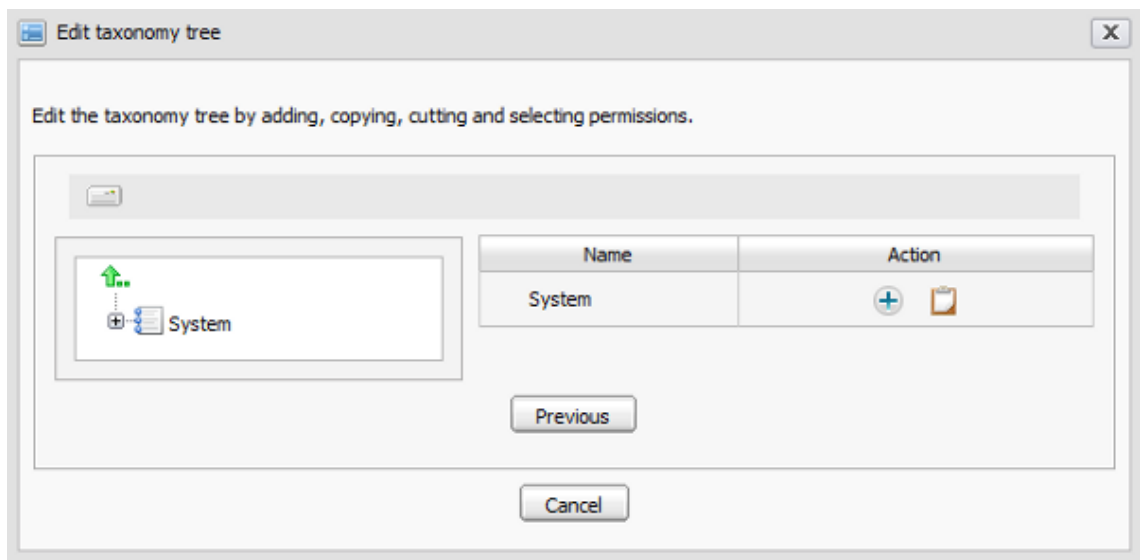 Edit taxonomy tree
Edit the taxonomy tree by adding, copying, cutting and selecting permissions.
Name Action
System
System
Previous
Cancel